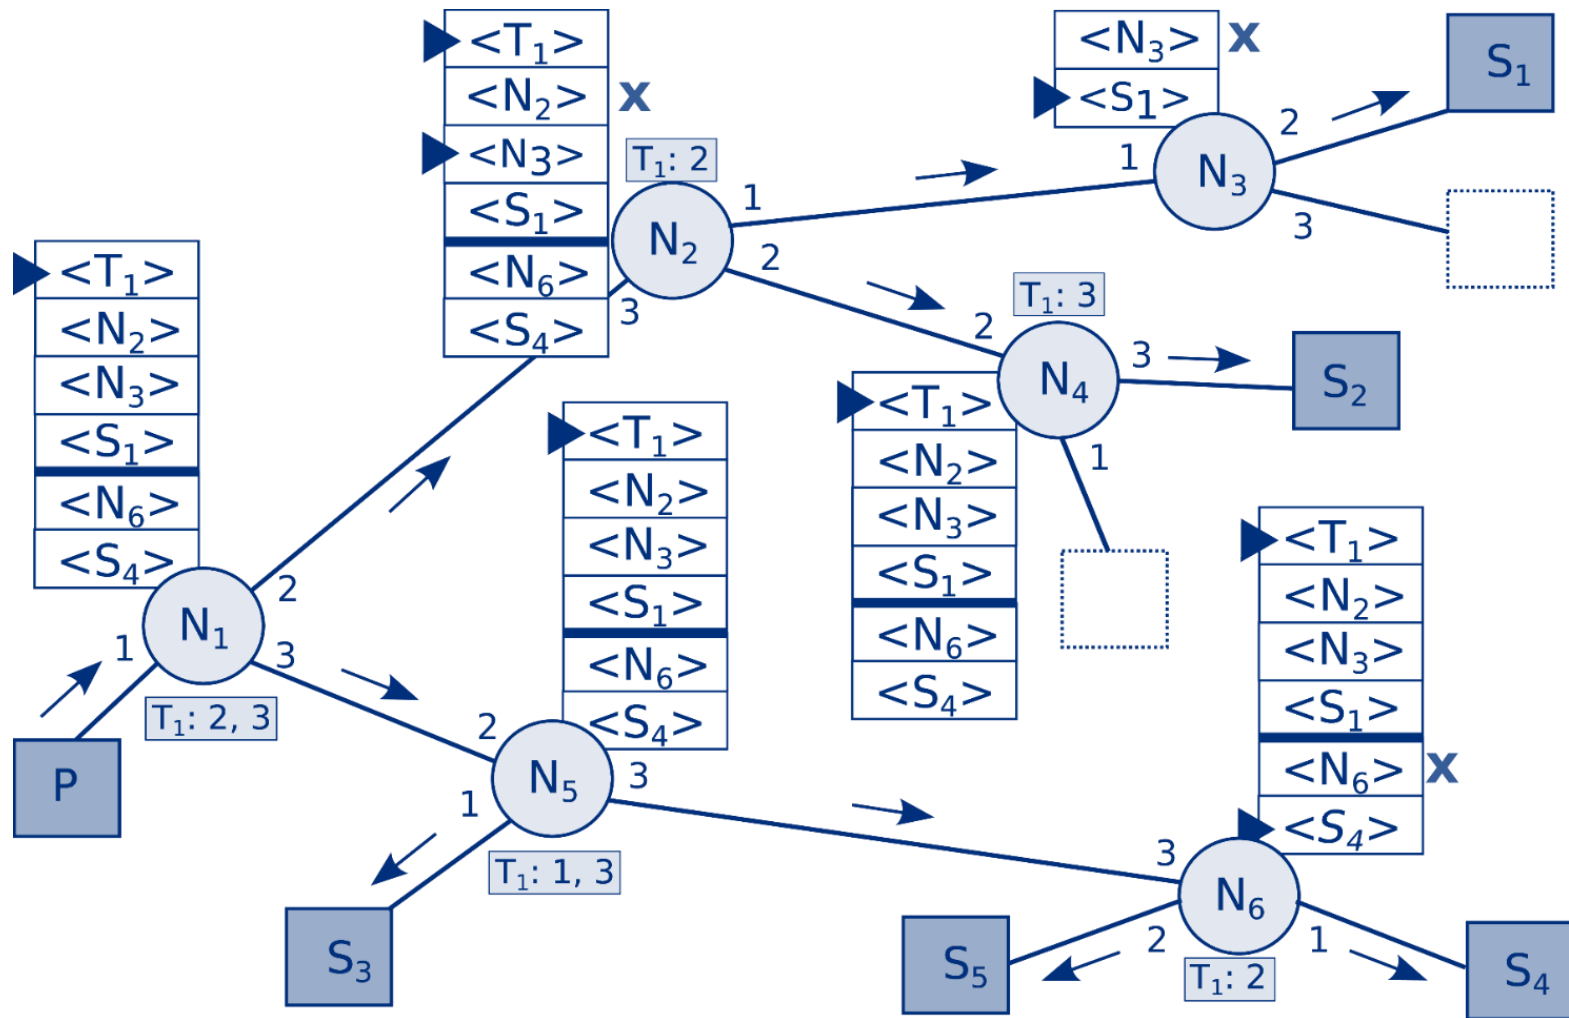 <T₁>
<N₂> x
<N₃>
<S₁>
<N₆>
<S₄>
T₁: 2
N₂
1
2
3
<N₃> x
<S₁>
N₃
1
2
3
S₁
<T₁>
<N₂>
<N₃>
<S₁>
<N₆>
<S₄>
N₁
1
2
3
T₁: 2, 3
P
T₁: 3
N₄
2
3
1
S₂
<T₁>
<N₂>
<N₃>
<S₁>
<N₆>
<S₄>
<T₁>
<N₂>
<N₃>
<S₁>
<N₆>
<S₄>
N₅
2
3
1
T₁: 1, 3
S₃
<T₁>
<N₂>
<N₃>
<S₁>
<N₆> x
<S₄>
N₆
3
2
1
T₁: 2
S₅
S₄